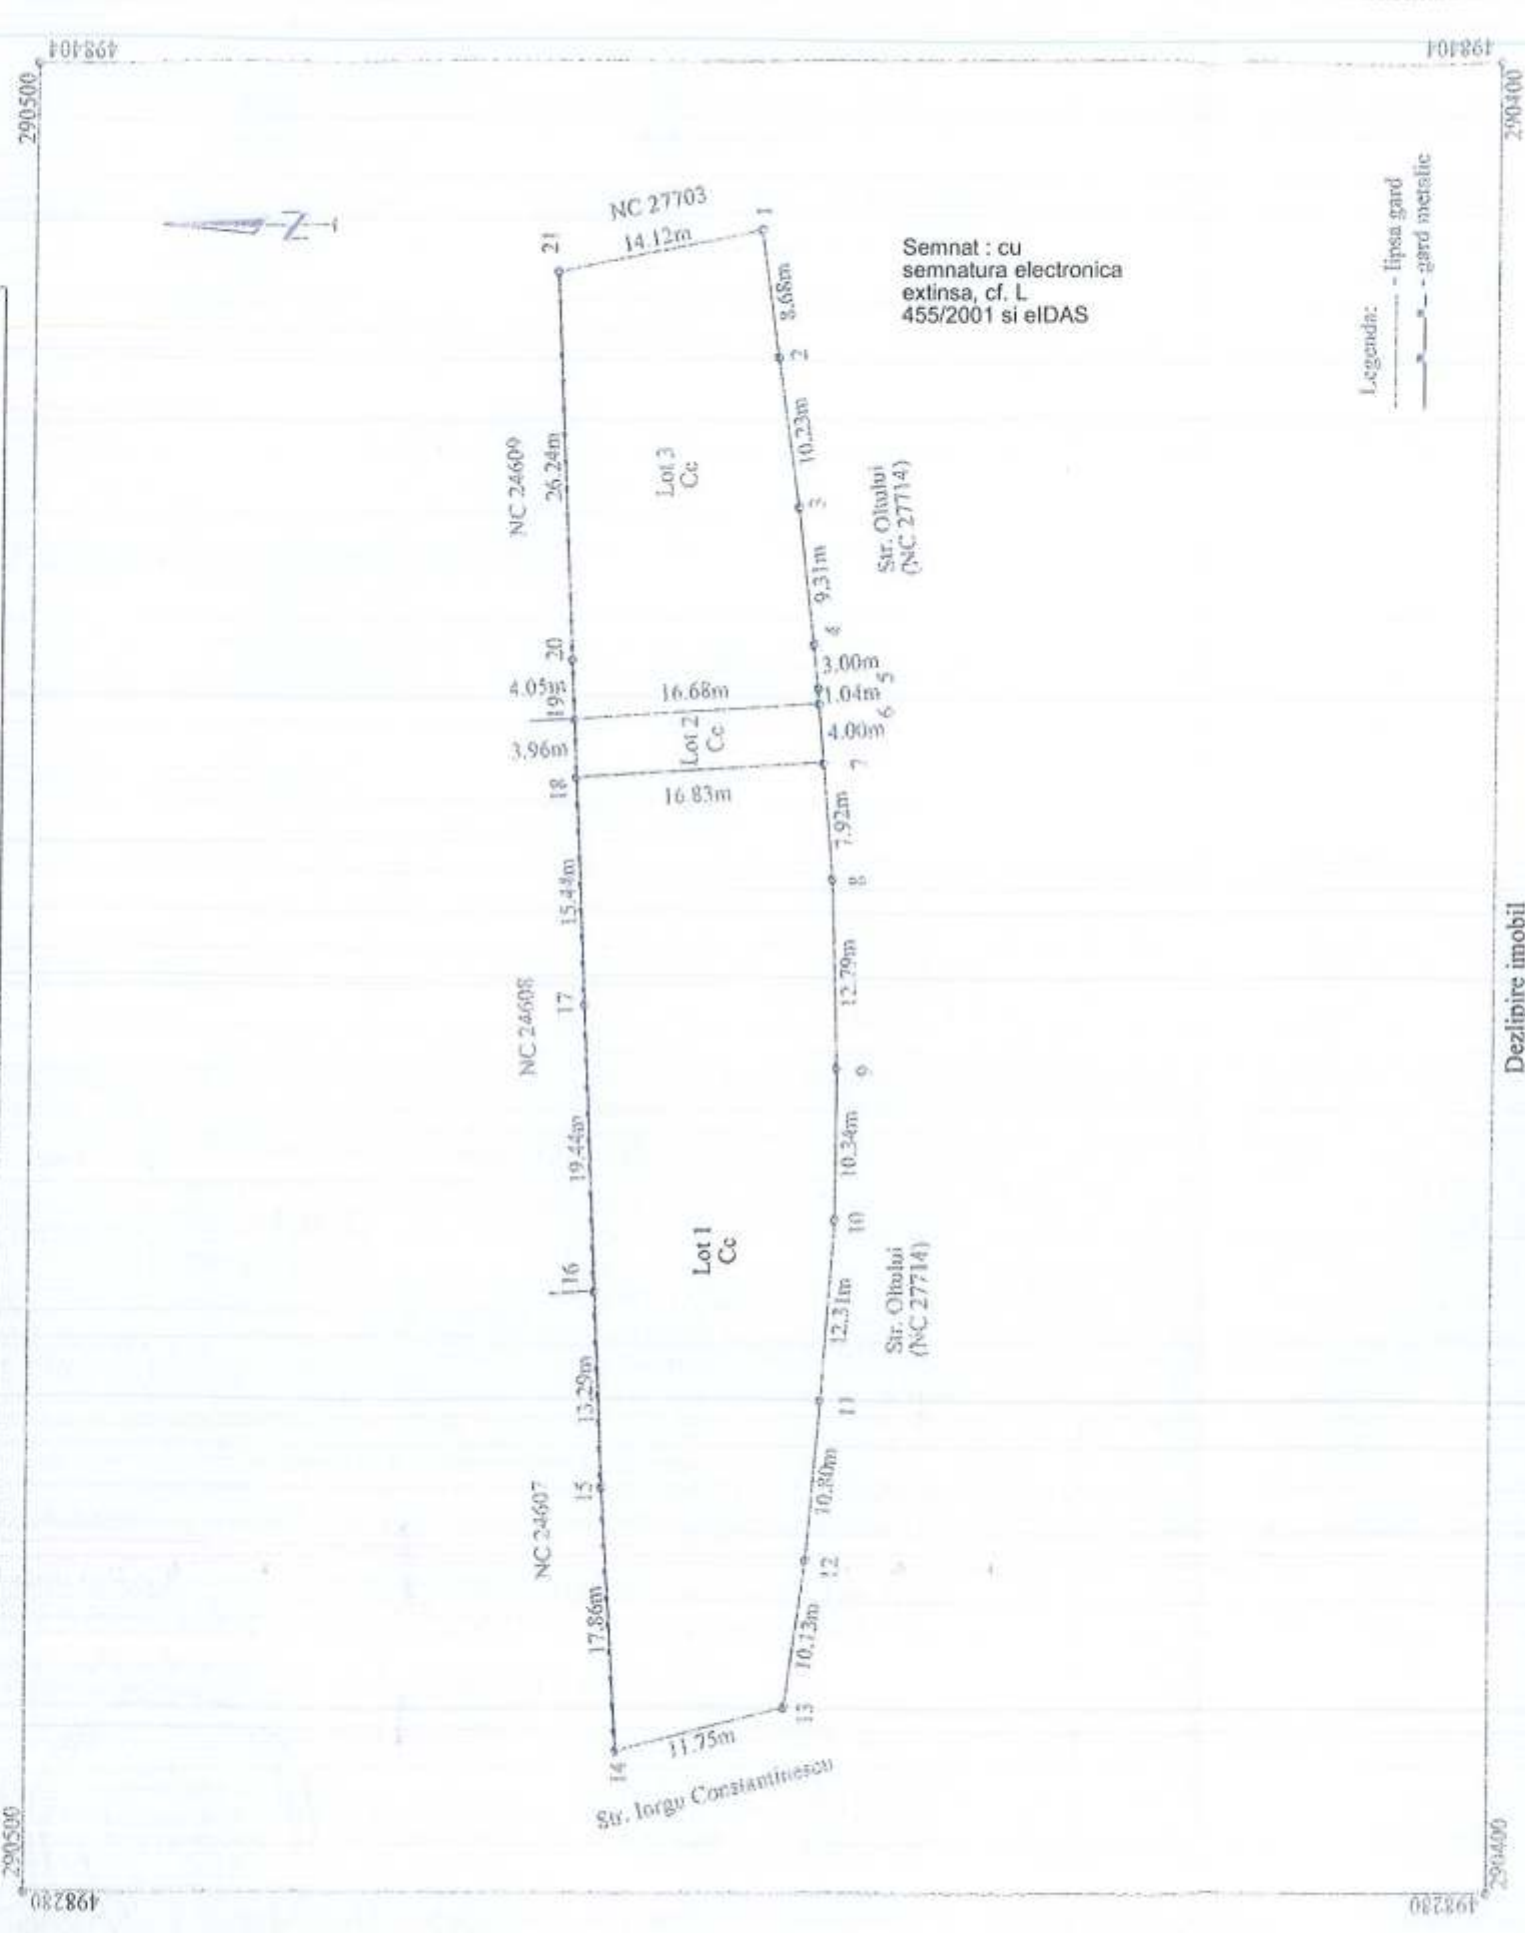 498404
498404
290500
290400
N
NC 27703
14.12m
21
1
Semnat : cu
semnatura electronica
extinsa, cf. L
455/2001 si eIDAS
Legenda:
- lipsa gard
- gard metalic
8.68m
2
10.23m
3
9.31m
4
NC 24609
26.24m
Lot 3
Cc
Str. Oltului
(NC 27714)
20
4.05m
19
16.68m
3.00m
5
1.04m
6
3.96m
Lot 2
Cc
4.00m
7
18
16.83m
7.92m
8
15.44m
12.79m
17
NC 24608
9
19.44m
10.34m
10
16
Lot 1
Cc
12.31m
Str. Oltului
(NC 27714)
13.29m
11
15
10.80m
NC 24607
12
17.86m
10.13m
13
14
11.75m
Str. Iorgu Constantinescu
Dezlipire imobil
290500
290400
498280
498280